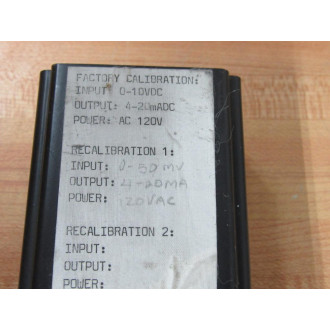 FACTORY CALIBRATION:
INPUT: 0-10VDC
OUTPUT: 4-20mADC
POWER: AC 120V
RECALIBRATION 1:
INPUT: 0-50 MV
OUTPUT: 4-20MA
POWER: 120VAC
RECALIBRATION 2:
INPUT:
OUTPUT:
POWER: